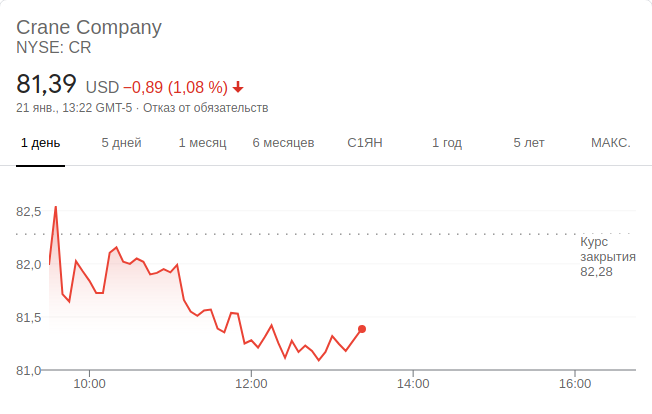 Crane Company
NYSE: CR
81,39 USD −0,89 (1,08 %)
21 янв., 13:22 GMT-5 · Отказ от обязательств
1 день 5 дней 1 месяц 6 месяцев С1ЯН 1 год 5 лет МАКС.
82,5
Курс
закрытия
82,28
82,0
81,5
81,0
10:00 12:00 14:00 16:00